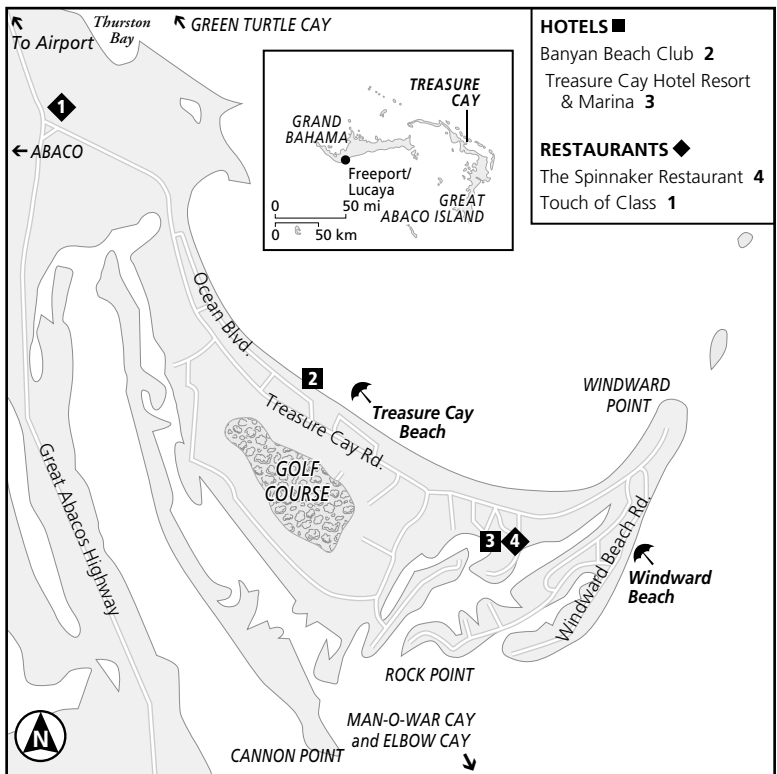 Thurston
Bay
GREEN TURTLE CAY
To Airport
1
ABACO
TREASURE
CAY
GRAND
BAHAMA
Freeport/
Lucaya
0 50 mi
0 50 km
GREAT
ABACO ISLAND
HOTELS
Banyan Beach Club 2
Treasure Cay Hotel Resort
& Marina 3
RESTAURANTS
The Spinnaker Restaurant 4
Touch of Class 1
Ocean Blvd.
2
Treasure Cay
Beach
Treasure Cay Rd.
WINDWARD
POINT
GOLF
COURSE
Great Abacos Highway
3 4
Windward Beach Rd.
Windward
Beach
ROCK POINT
MAN-O-WAR CAY
and ELBOW CAY
CANNON POINT
N